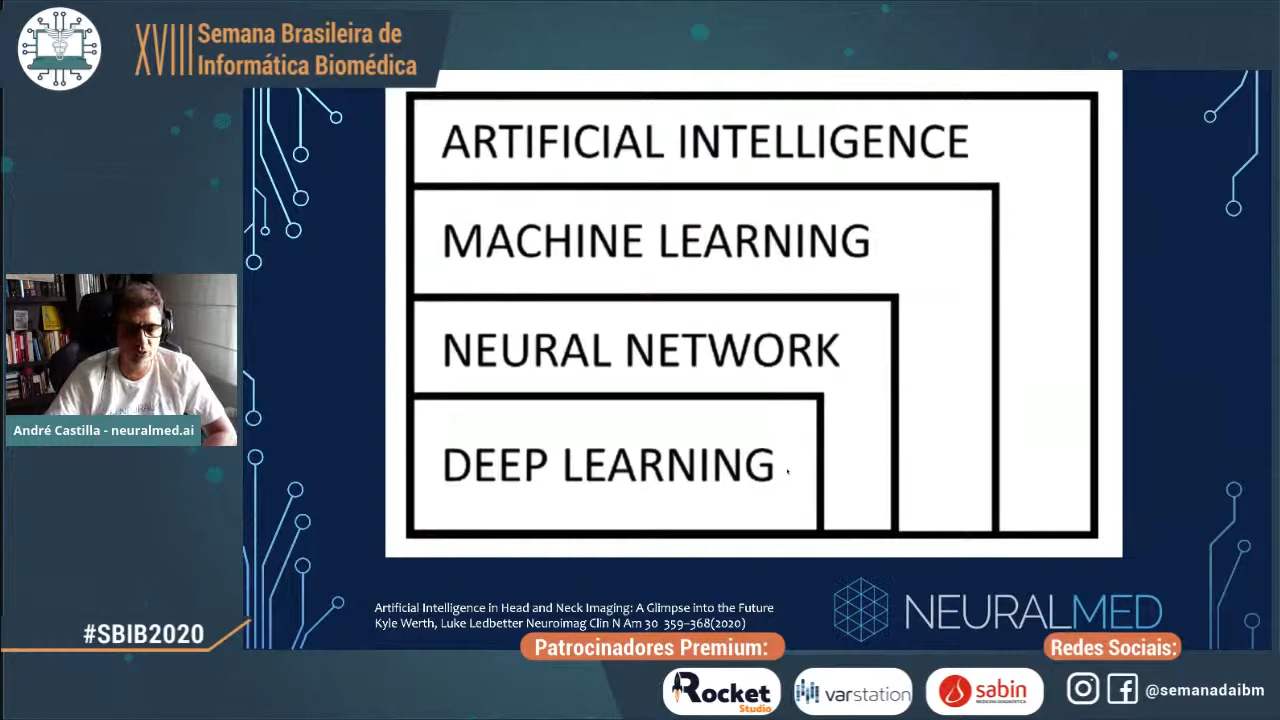 XVIII Semana Brasileira de
Informática Biomédica
ARTIFICIAL INTELLIGENCE
MACHINE LEARNING
NEURAL NETWORK
DEEP LEARNING
André Castilla - neuralmed.ai
Artificial Intelligence in Head and Neck Imaging: A Glimpse into the Future
Kyle Werth, Luke Ledbetter Neuroimag Clin N Am 30 359–368(2020)
NEURALMED
#SBIB2020
Patrocinadores Premium:
Redes Sociais:
Rocket
Studio
varstation
sabin
MEDICINA DIAGNÓSTICA
@semanadaibm